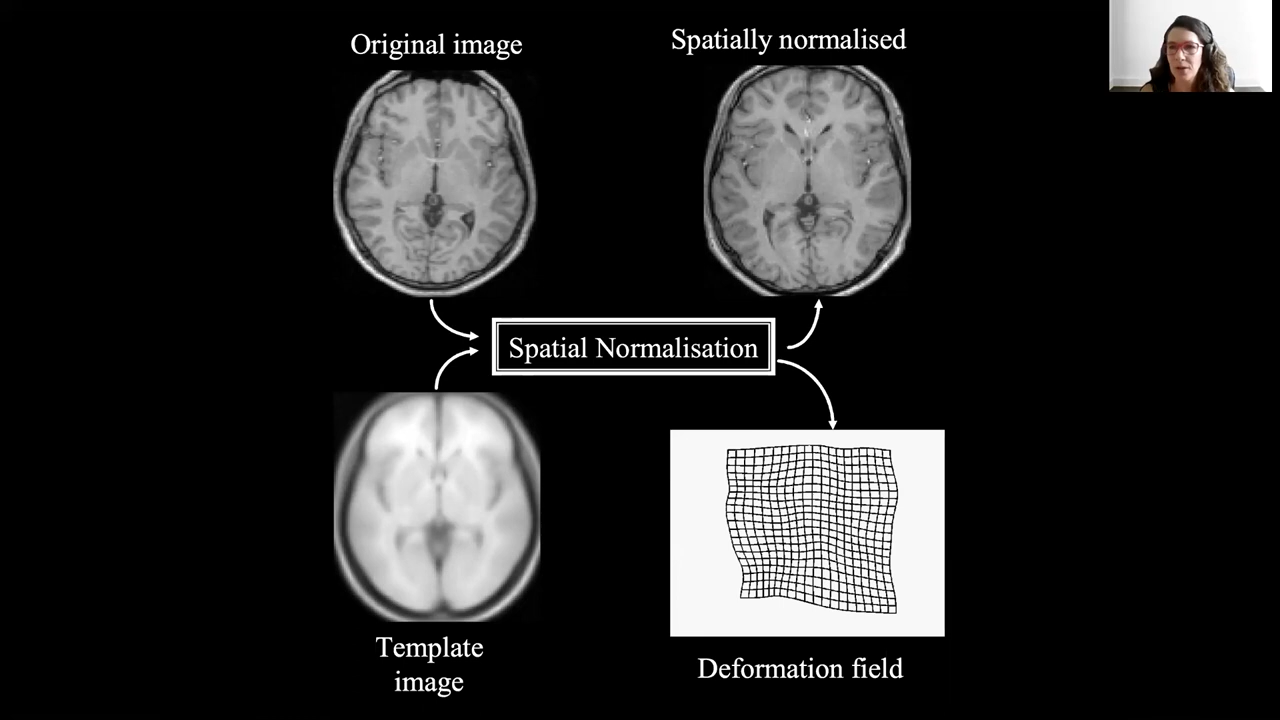 Original image
Spatially normalised
Spatial Normalisation
Template
image
Deformation field